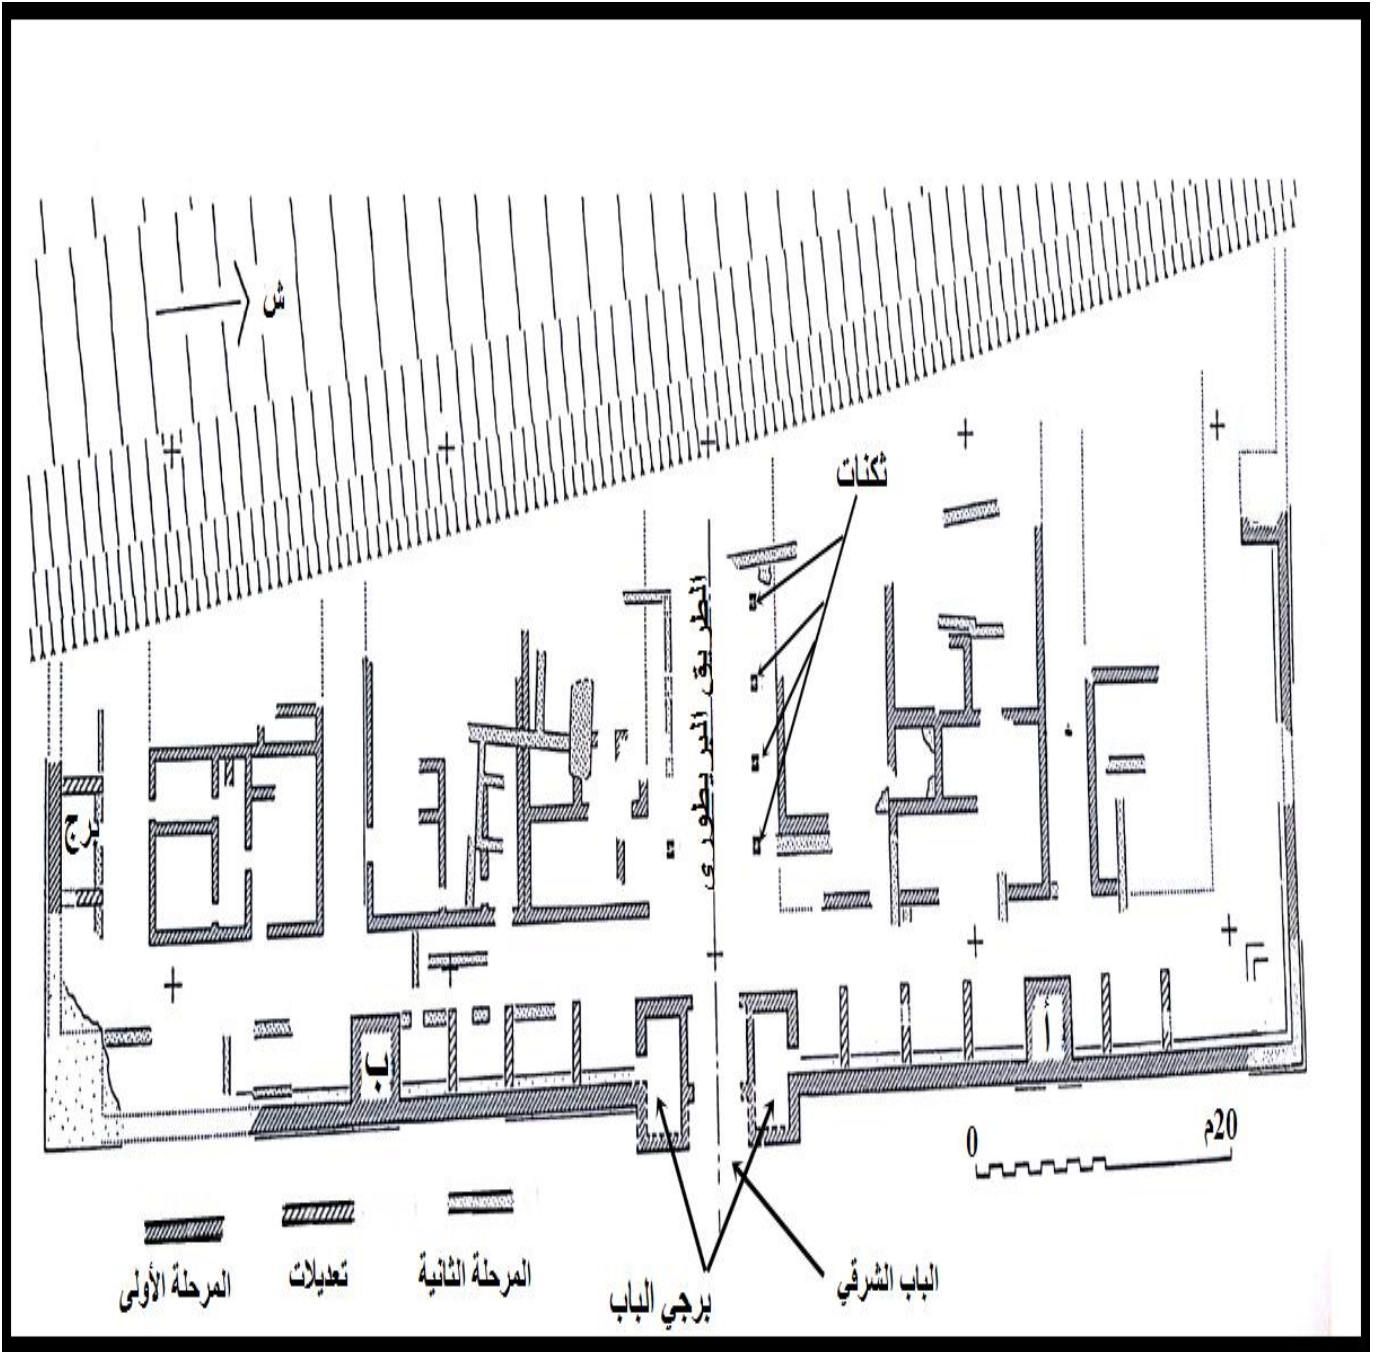 ش
ثكنات
الطريق البريطوري
برج
ب
أ
0
20م
المرحلة الأولى
تعديلات
المرحلة الثانية
برجي الباب
الباب الشرقي